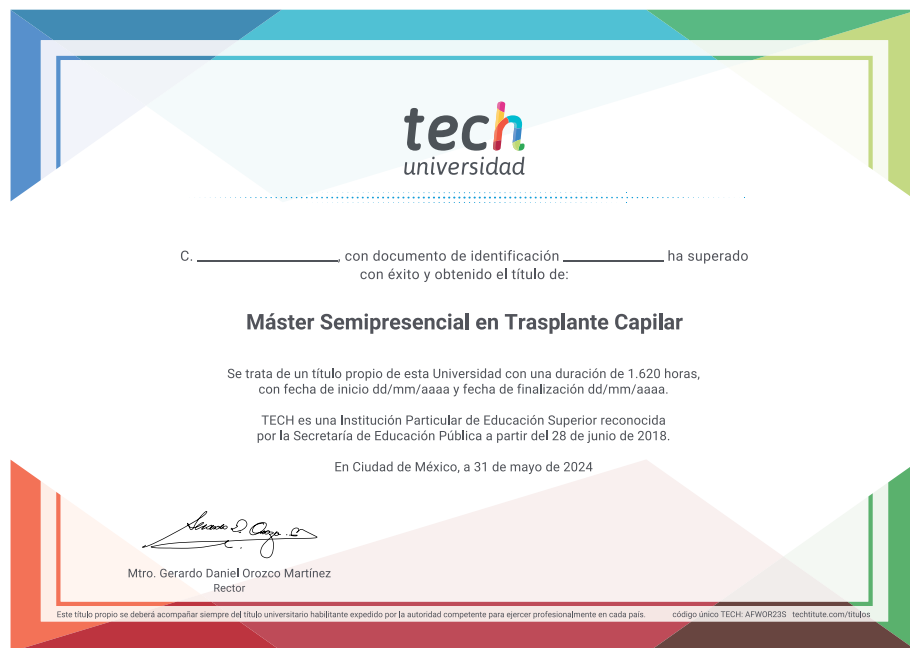 tech
universidad
C. ____________, con documento de identificación ____________ ha superado
con éxito y obtenido el título de:
Máster Semipresencial en Trasplante Capilar
Se trata de un título propio de esta Universidad con una duración de 1.620 horas,
con fecha de inicio dd/mm/aaaa y fecha de finalización dd/mm/aaaa.
TECH es una Institución Particular de Educación Superior reconocida
por la Secretaría de Educación Pública a partir del 28 de junio de 2018.
En Ciudad de México, a 31 de mayo de 2024
Mtro. Gerardo Daniel Orozco Martínez
Rector
Este título propio se deberá acompañar siempre del título universitario habilitante expedido por la autoridad competente para ejercer profesionalmente en cada país. código único TECH: AFWOR23S techtitute.com/titulos